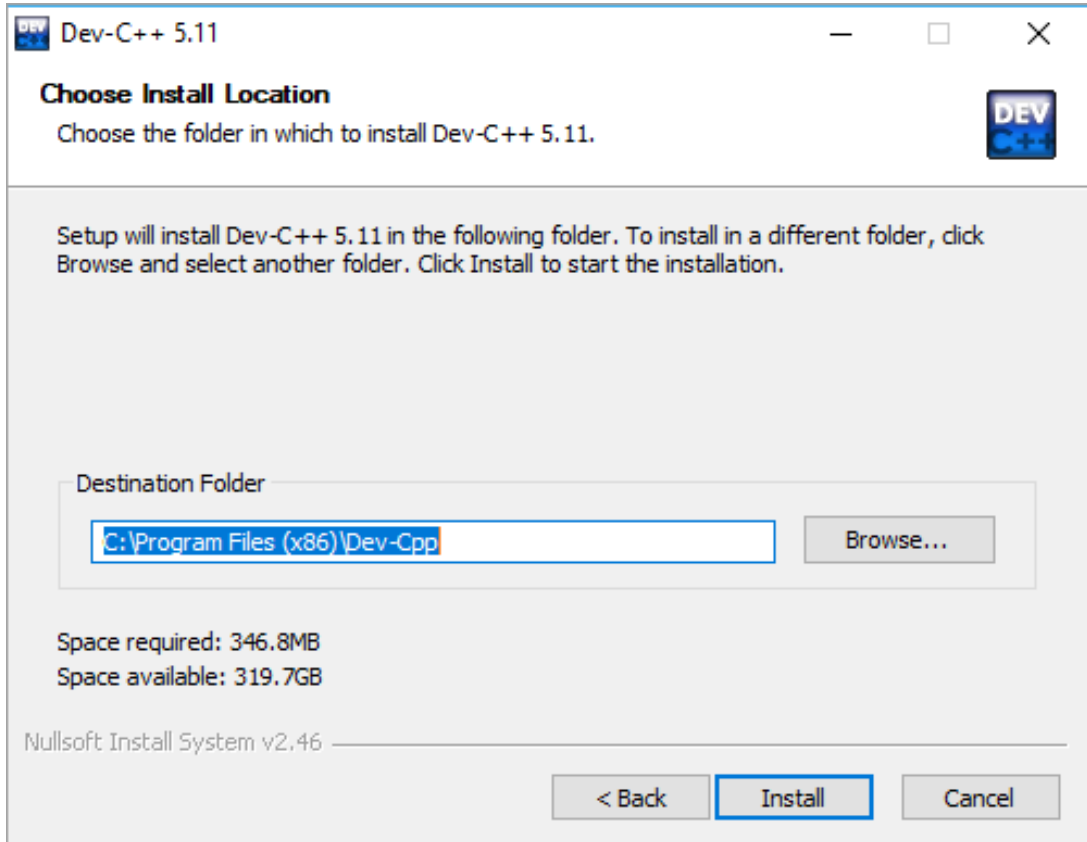 DEV C++ Dev-C++ 5.11
Choose Install Location
Choose the folder in which to install Dev-C++ 5.11.
DEV
C++
Setup will install Dev-C++ 5.11 in the following folder. To install in a different folder, click
Browse and select another folder. Click Install to start the installation.
Destination Folder
C:\Program Files (x86)\Dev-Cpp
Browse...
Space required: 346.8MB
Space available: 319.7GB
Nullsoft Install System v2.46
< Back
Install
Cancel